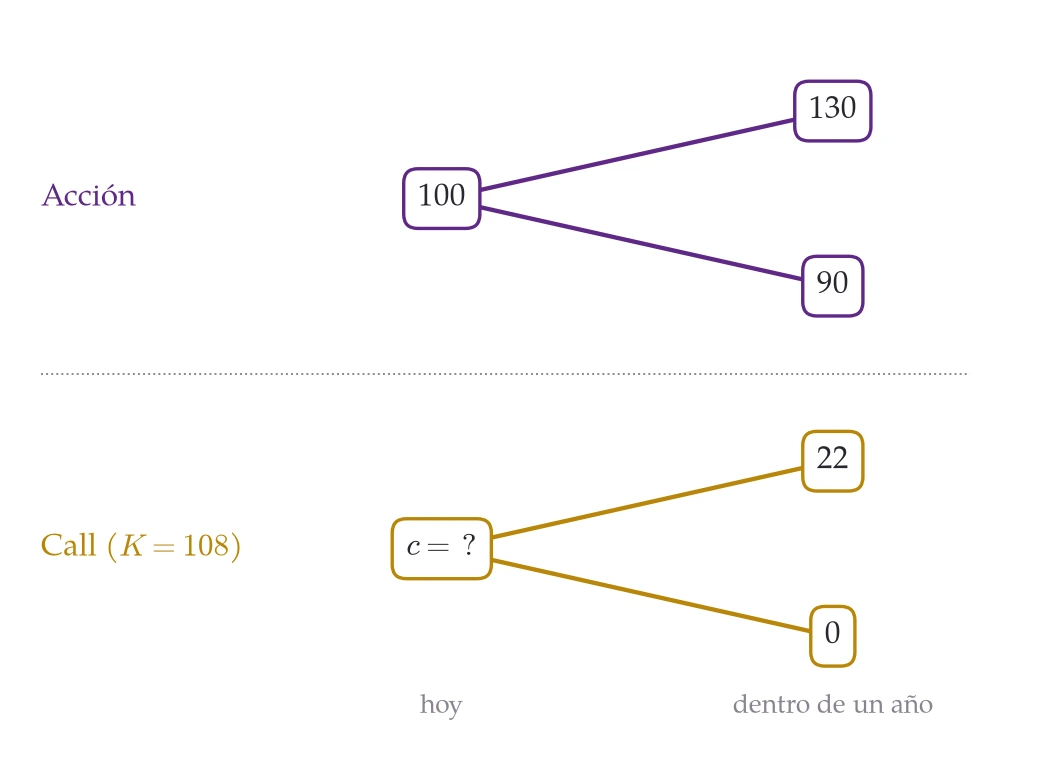 130
Acción
100
90
22
Call (K = 108)
c = ?
0
hoy
dentro de un año